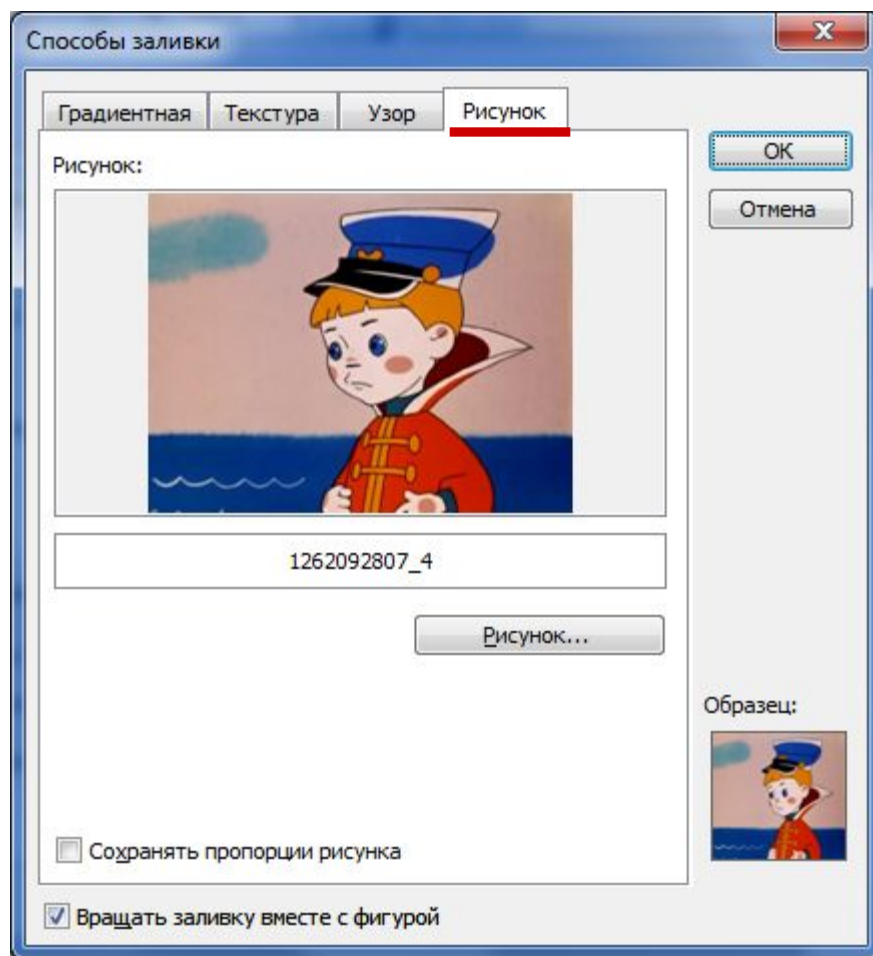 Способы заливки
Градиентная Текстура Узор Рисунок
Рисунок:
ОК
Отмена
1262092807_4
Рисунок...
Образец:
Сохранять пропорции рисунка
Вращать заливку вместе с фигурой